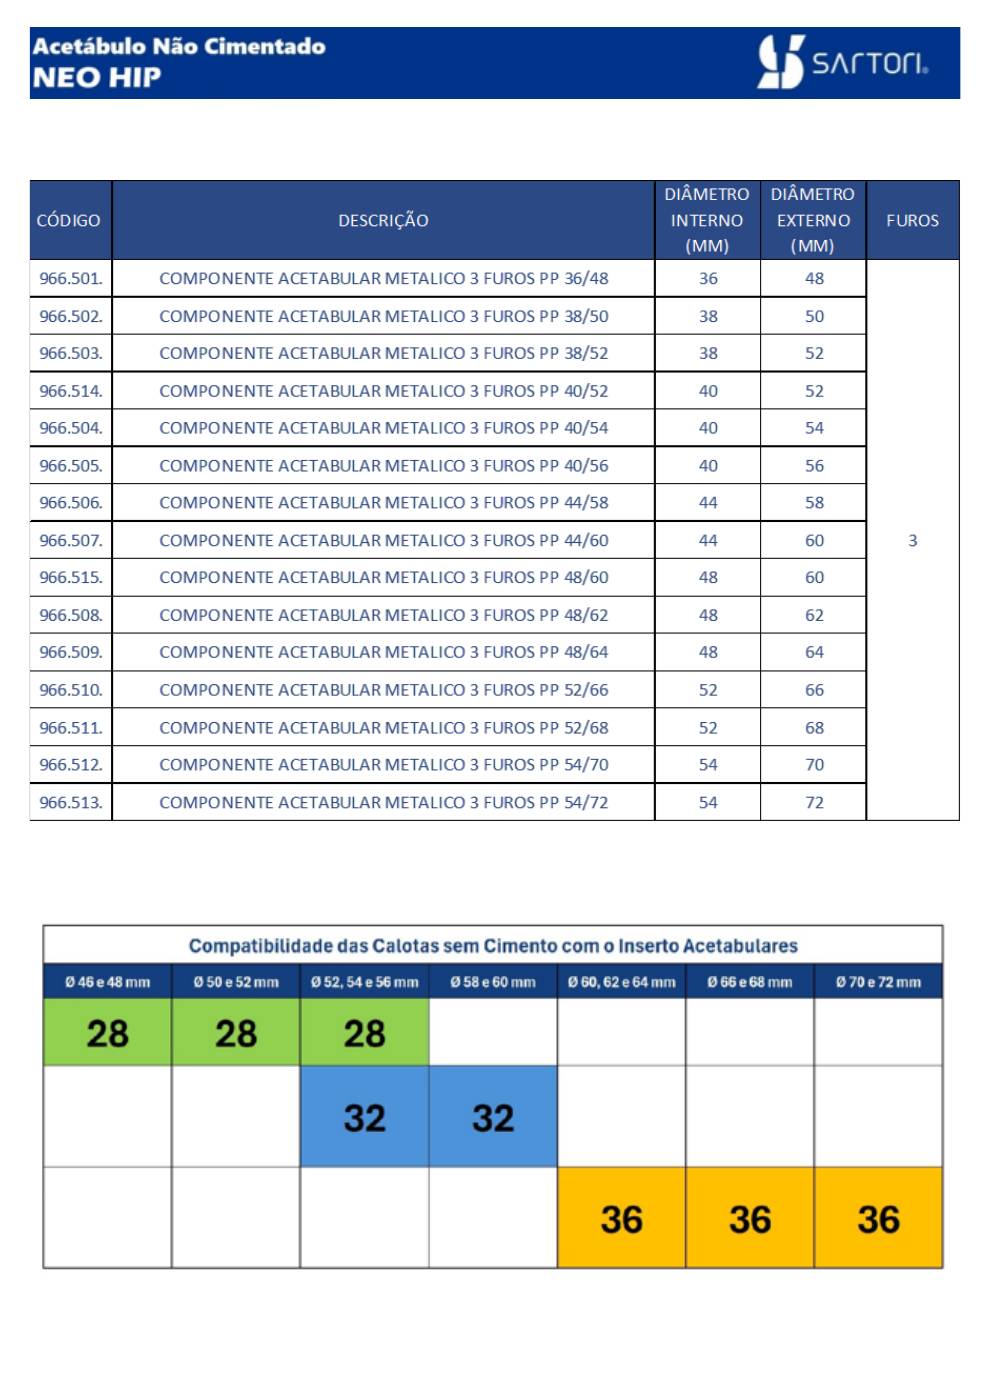 Acetábulo Não Cimentado
NEO HIP
SARTORI®
CÓDIGO DESCRIÇÃO DIÂMETRO INTERNO (MM) DIÂMETRO EXTERNO (MM) FUROS
966.501. COMPONENTE ACETABULAR METALICO 3 FUROS PP 36/48 36 48
966.502. COMPONENTE ACETABULAR METALICO 3 FUROS PP 38/50 38 50
966.503. COMPONENTE ACETABULAR METALICO 3 FUROS PP 38/52 38 52
966.514. COMPONENTE ACETABULAR METALICO 3 FUROS PP 40/52 40 52
966.504. COMPONENTE ACETABULAR METALICO 3 FUROS PP 40/54 40 54
966.505. COMPONENTE ACETABULAR METALICO 3 FUROS PP 40/56 40 56
966.506. COMPONENTE ACETABULAR METALICO 3 FUROS PP 44/58 44 58
966.507. COMPONENTE ACETABULAR METALICO 3 FUROS PP 44/60 44 60 3
966.515. COMPONENTE ACETABULAR METALICO 3 FUROS PP 48/60 48 60
966.508. COMPONENTE ACETABULAR METALICO 3 FUROS PP 48/62 48 62
966.509. COMPONENTE ACETABULAR METALICO 3 FUROS PP 48/64 48 64
966.510. COMPONENTE ACETABULAR METALICO 3 FUROS PP 52/66 52 66
966.511. COMPONENTE ACETABULAR METALICO 3 FUROS PP 52/68 52 68
966.512. COMPONENTE ACETABULAR METALICO 3 FUROS PP 54/70 54 70
966.513. COMPONENTE ACETABULAR METALICO 3 FUROS PP 54/72 54 72
Compatibilidade das Calotas sem Cimento com o Inserto Acetabulares
Ø 46 e 48 mm Ø 50 e 52 mm Ø 52, 54 e 56 mm Ø 58 e 60 mm Ø 60, 62 e 64 mm Ø 66 e 68 mm Ø 70 e 72 mm
28 28 28
32 32
36 36 36